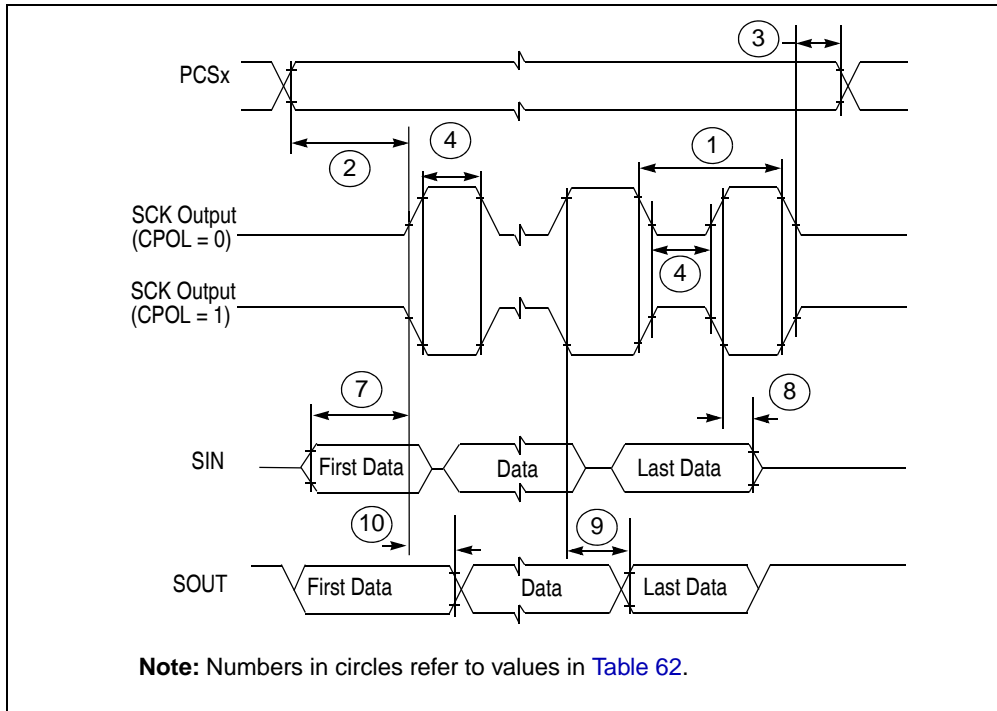 3
PCSx
2
4
1
SCK Output
(CPOL = 0)
4
SCK Output
(CPOL = 1)
7
8
SIN
First Data
Data
Last Data
10
9
SOUT
First Data
Data
Last Data
Note: Numbers in circles refer to values in Table 62.